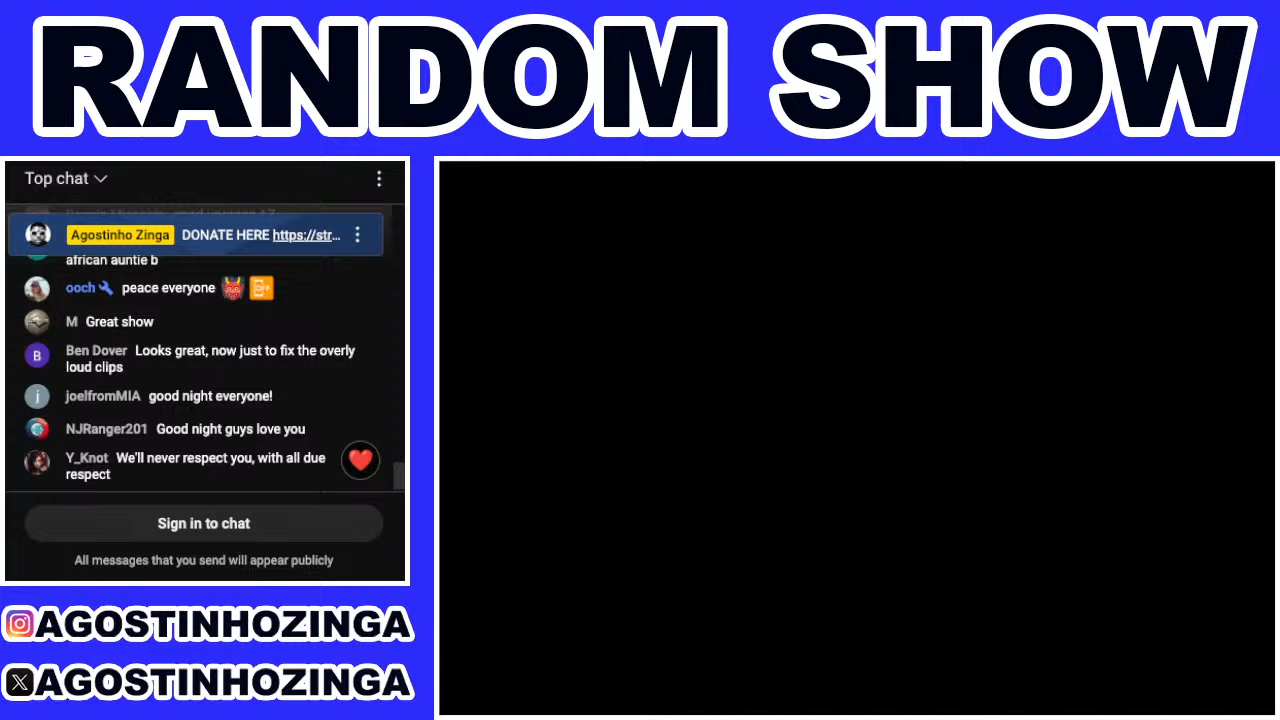 RANDOM SHOW
Top chat
Agostinho Zinga DONATE HERE https://str...
african auntie b
ooch peace everyone
M Great show
Ben Dover Looks great, now just to fix the overly
loud clips
joelfromMIA good night everyone!
NJRanger201 Good night guys love you
Y_Knot We'll never respect you, with all due
respect
Sign in to chat
All messages that you send will appear publicly
AGOSTINHOZINGA
AGOSTINHOZINGA